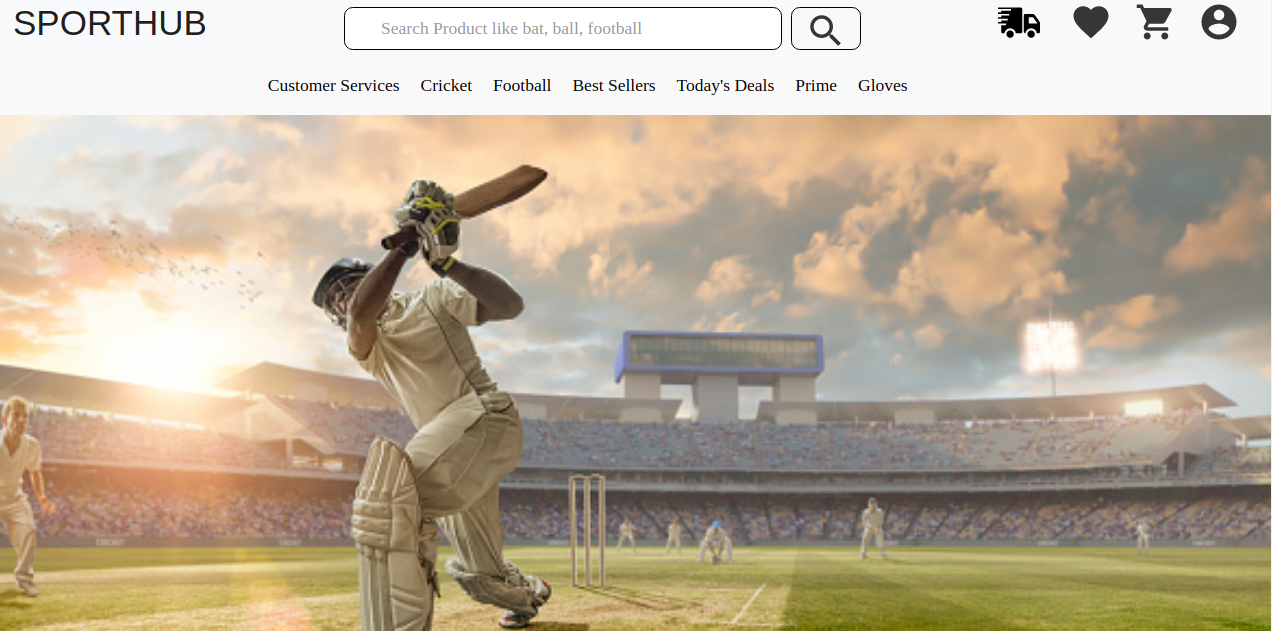 SPORTHUB
Search Product like bat, ball, football
Customer Services Cricket Football Best Sellers Today's Deals Prime Gloves